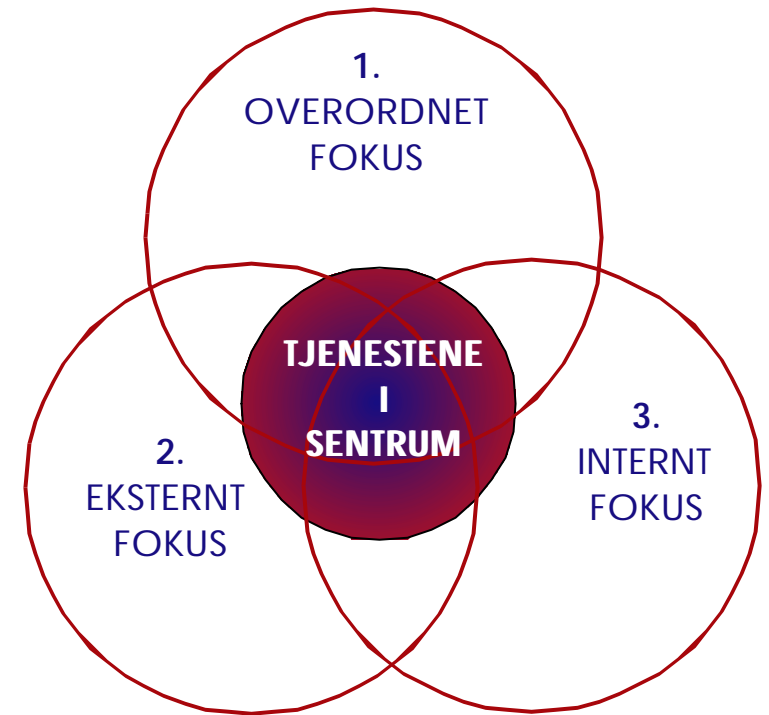 1.
OVERORDNET
FOKUS
TJENESTENE
I
SENTRUM
2.
EKSTERNT
FOKUS
3.
INTERNT
FOKUS